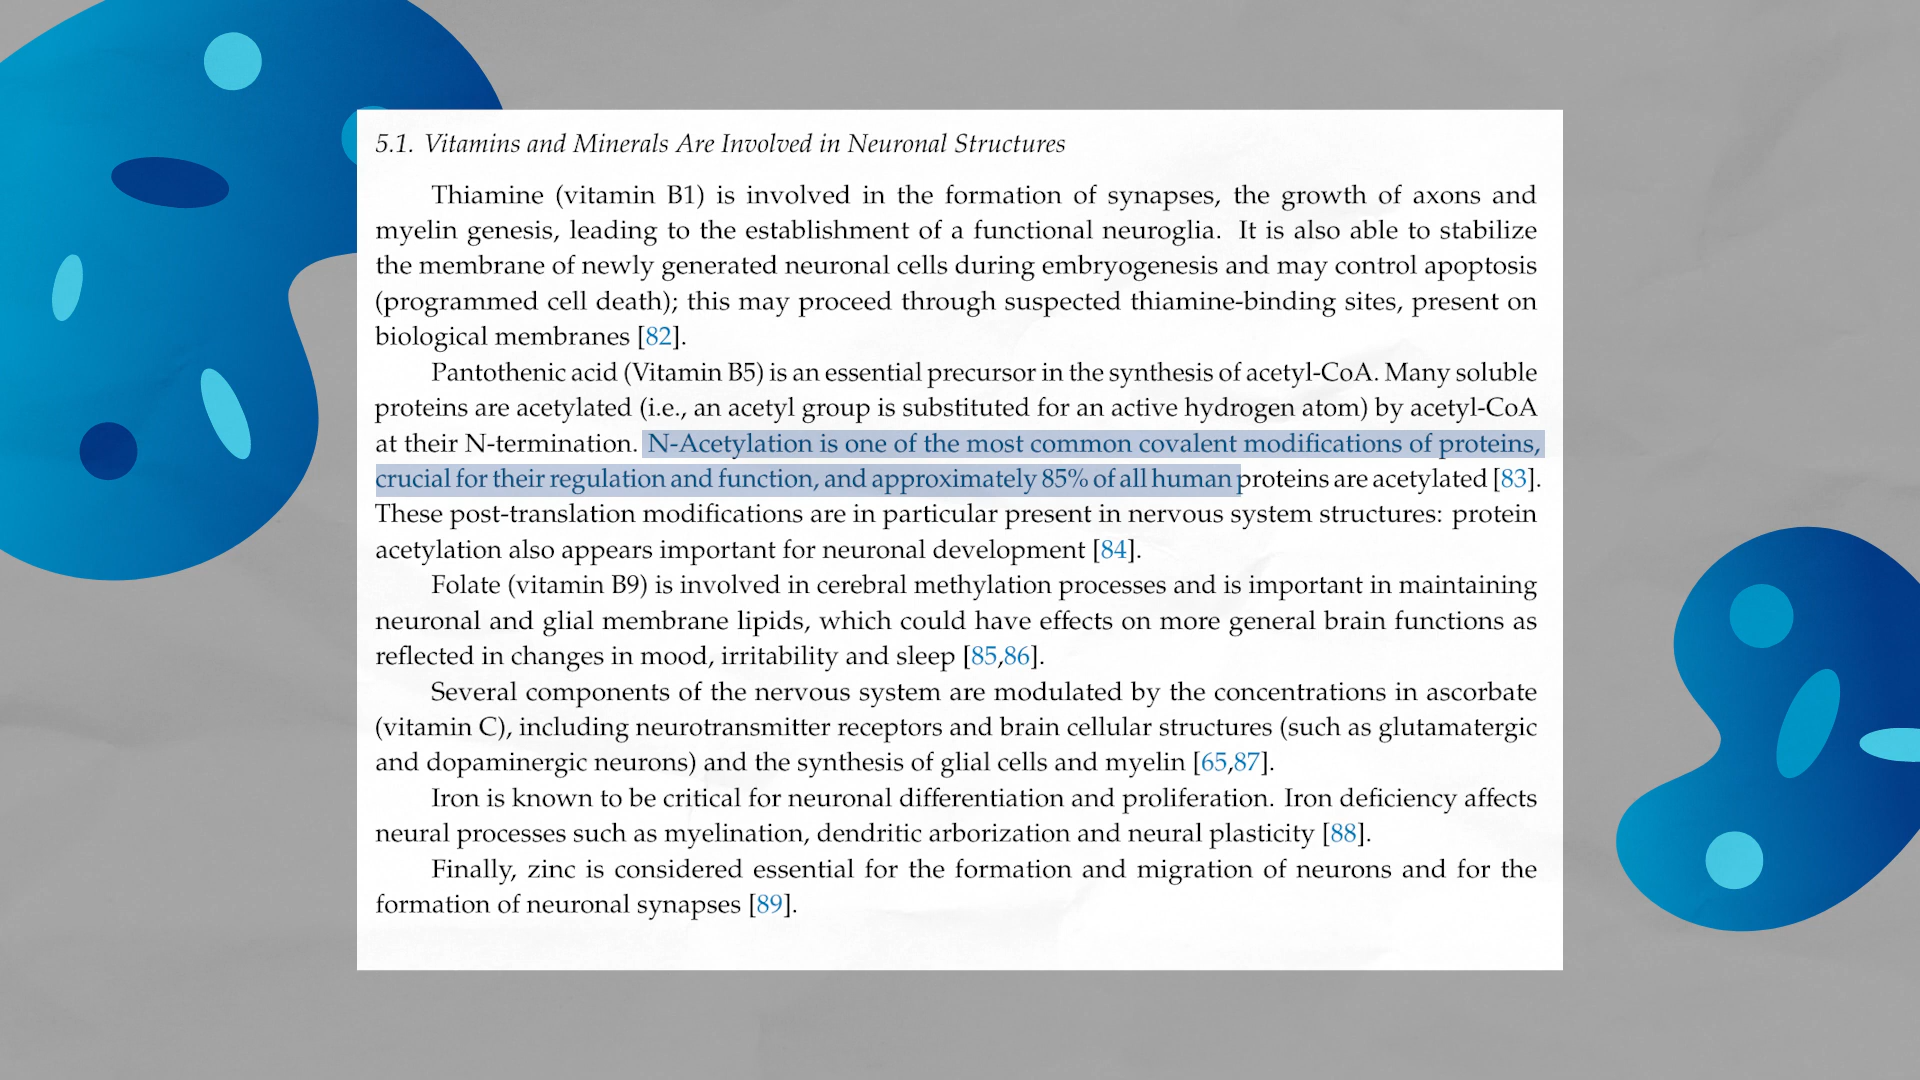 5.1. Vitamins and Minerals Are Involved in Neuronal Structures
Thiamine (vitamin B1) is involved in the formation of synapses, the growth of axons and
myelin genesis, leading to the establishment of a functional neuroglia. It is also able to stabilize
the membrane of newly generated neuronal cells during embryogenesis and may control apoptosis
(programmed cell death); this may proceed through suspected thiamine-binding sites, present on
biological membranes [82].
Pantothenic acid (Vitamin B5) is an essential precursor in the synthesis of acetyl-CoA. Many soluble
proteins are acetylated (i.e., an acetyl group is substituted for an active hydrogen atom) by acetyl-CoA
at their N-termination. N-Acetylation is one of the most common covalent modifications of proteins,
crucial for their regulation and function, and approximately 85% of all human proteins are acetylated [83].
These post-translation modifications are in particular present in nervous system structures: protein
acetylation also appears important for neuronal development [84].
Folate (vitamin B9) is involved in cerebral methylation processes and is important in maintaining
neuronal and glial membrane lipids, which could have effects on more general brain functions as
reflected in changes in mood, irritability and sleep [85,86].
Several components of the nervous system are modulated by the concentrations in ascorbate
(vitamin C), including neurotransmitter receptors and brain cellular structures (such as glutamatergic
and dopaminergic neurons) and the synthesis of glial cells and myelin [65,87].
Iron is known to be critical for neuronal differentiation and proliferation. Iron deficiency affects
neural processes such as myelination, dendritic arborization and neural plasticity [88].
Finally, zinc is considered essential for the formation and migration of neurons and for the
formation of neuronal synapses [89].